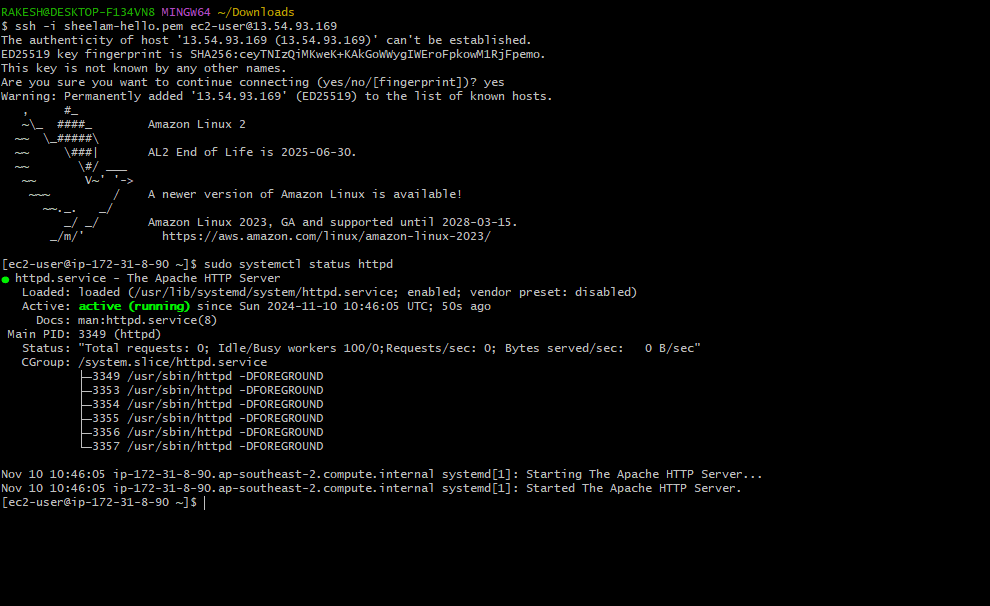 RAKESH@DESKTOP-F134VN8 MINGW64 ~/Downloads
$ ssh -i sheelam-hello.pem ec2-user@13.54.93.169
The authenticity of host '13.54.93.169 (13.54.93.169)' can't be established.
ED25519 key fingerprint is SHA256:ceyTNIzQiMKweK+KAkGoWWygIWEroFpkowM1RjFpemo.
This key is not known by any other names.
Are you sure you want to continue connecting (yes/no/[fingerprint])? yes
Warning: Permanently added '13.54.93.169' (ED25519) to the list of known hosts.
   ,     #_
   ~\_  ####_        Amazon Linux 2
  ~~  \_#####\
  ~~     \###|       AL2 End of Life is 2025-06-30.
  ~~       \#/ ___
   ~~       V~' '->
    ~~~         /    A newer version of Amazon Linux is available!
      ~~._.   _/
         _/ _/       Amazon Linux 2023, GA and supported until 2028-03-15.
       _/m/'           https://aws.amazon.com/linux/amazon-linux-2023/
[ec2-user@ip-172-31-8-90 ~]$ sudo systemctl status httpd
● httpd.service - The Apache HTTP Server
   Loaded: loaded (/usr/lib/systemd/system/httpd.service; enabled; vendor preset: disabled)
   Active: active (running) since Sun 2024-11-10 10:46:05 UTC; 50s ago
     Docs: man:httpd.service(8)
 Main PID: 3349 (httpd)
   Status: "Total requests: 0; Idle/Busy workers 100/0;Requests/sec: 0; Bytes served/sec:   0 B/sec"
   CGroup: /system.slice/httpd.service
           ├─3349 /usr/sbin/httpd -DFOREGROUND
           ├─3353 /usr/sbin/httpd -DFOREGROUND
           ├─3354 /usr/sbin/httpd -DFOREGROUND
           ├─3355 /usr/sbin/httpd -DFOREGROUND
           ├─3356 /usr/sbin/httpd -DFOREGROUND
           └─3357 /usr/sbin/httpd -DFOREGROUND
Nov 10 10:46:05 ip-172-31-8-90.ap-southeast-2.compute.internal systemd[1]: Starting The Apache HTTP Server...
Nov 10 10:46:05 ip-172-31-8-90.ap-southeast-2.compute.internal systemd[1]: Started The Apache HTTP Server.
[ec2-user@ip-172-31-8-90 ~]$